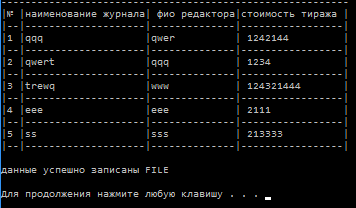 |№ |наименование журнала| фио редактора|стоимость тиража |
|1 |qqq |qwer | 1242144 |
|2 |qwert |qqq | 1234 |
|3 |trewq |www | 124321444 |
|4 |eee |eee | 2111 |
|5 |ss |sss | 213333 |
данные успешно записаны FILE
Для продолжения нажмите любую клавишу . . .